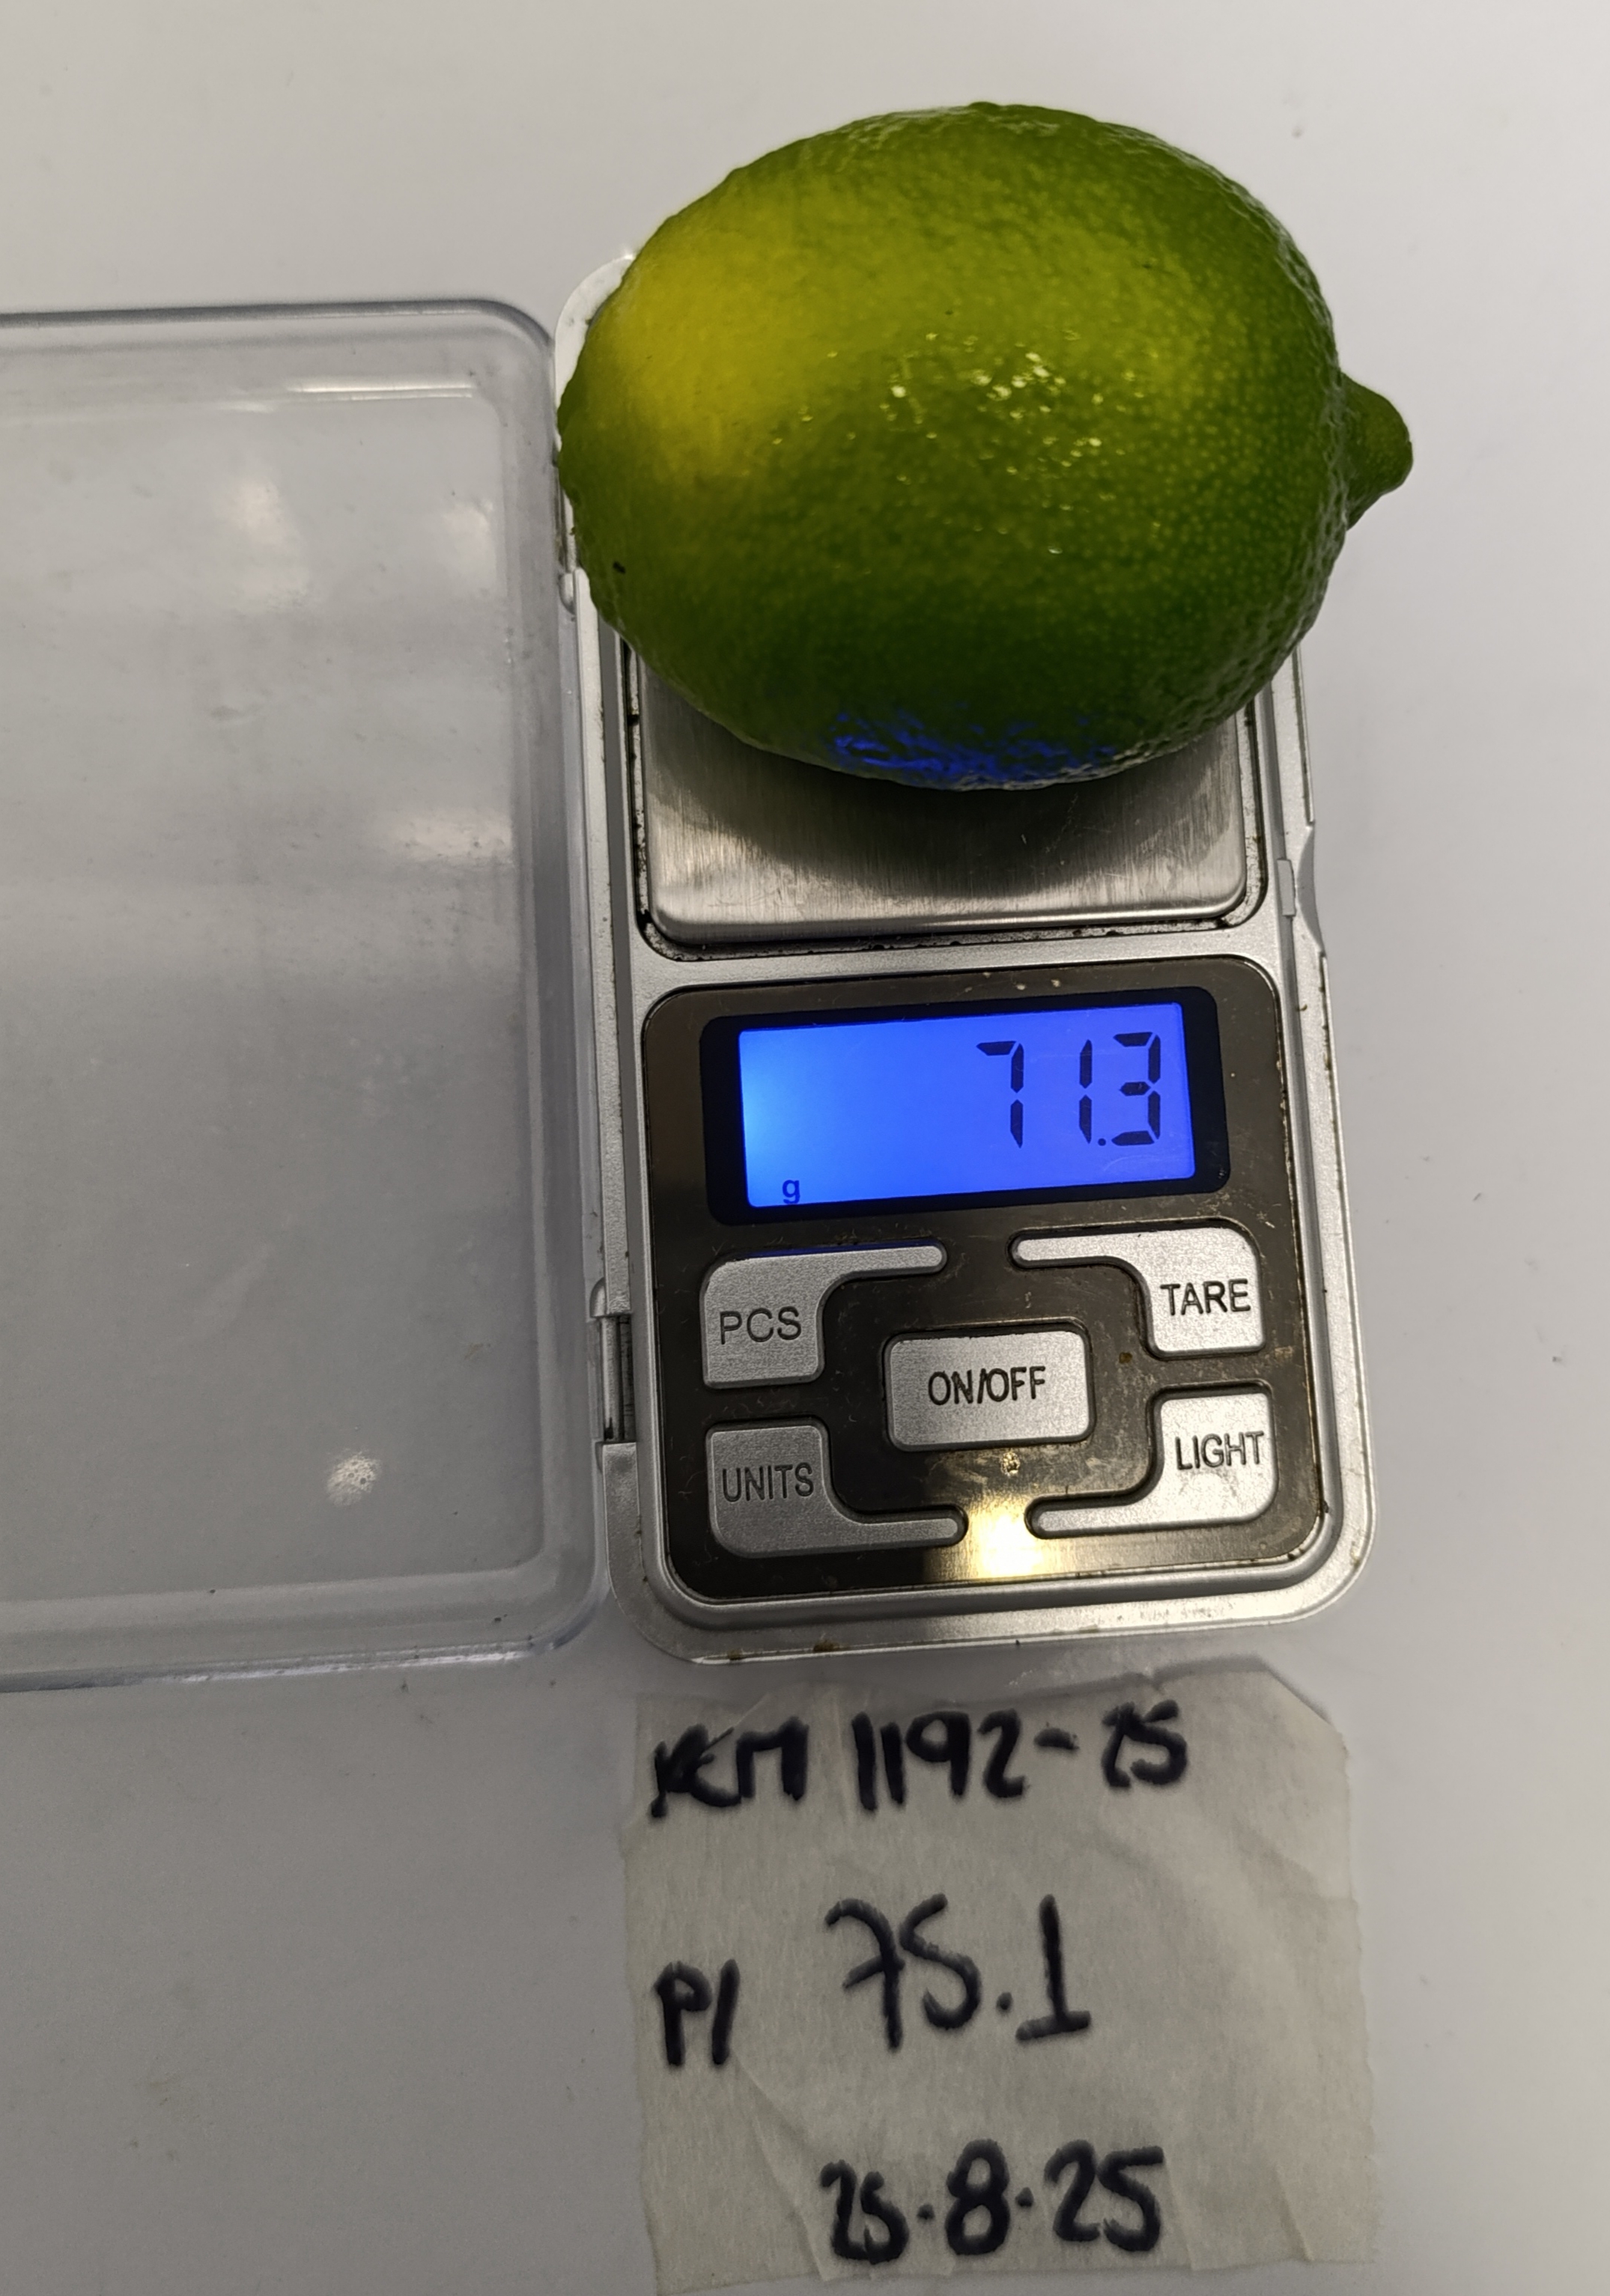 71.3
g
PCS
TARE
ON/OFF
UNITS
LIGHT
1192-25
P1 75.1
25.8.25